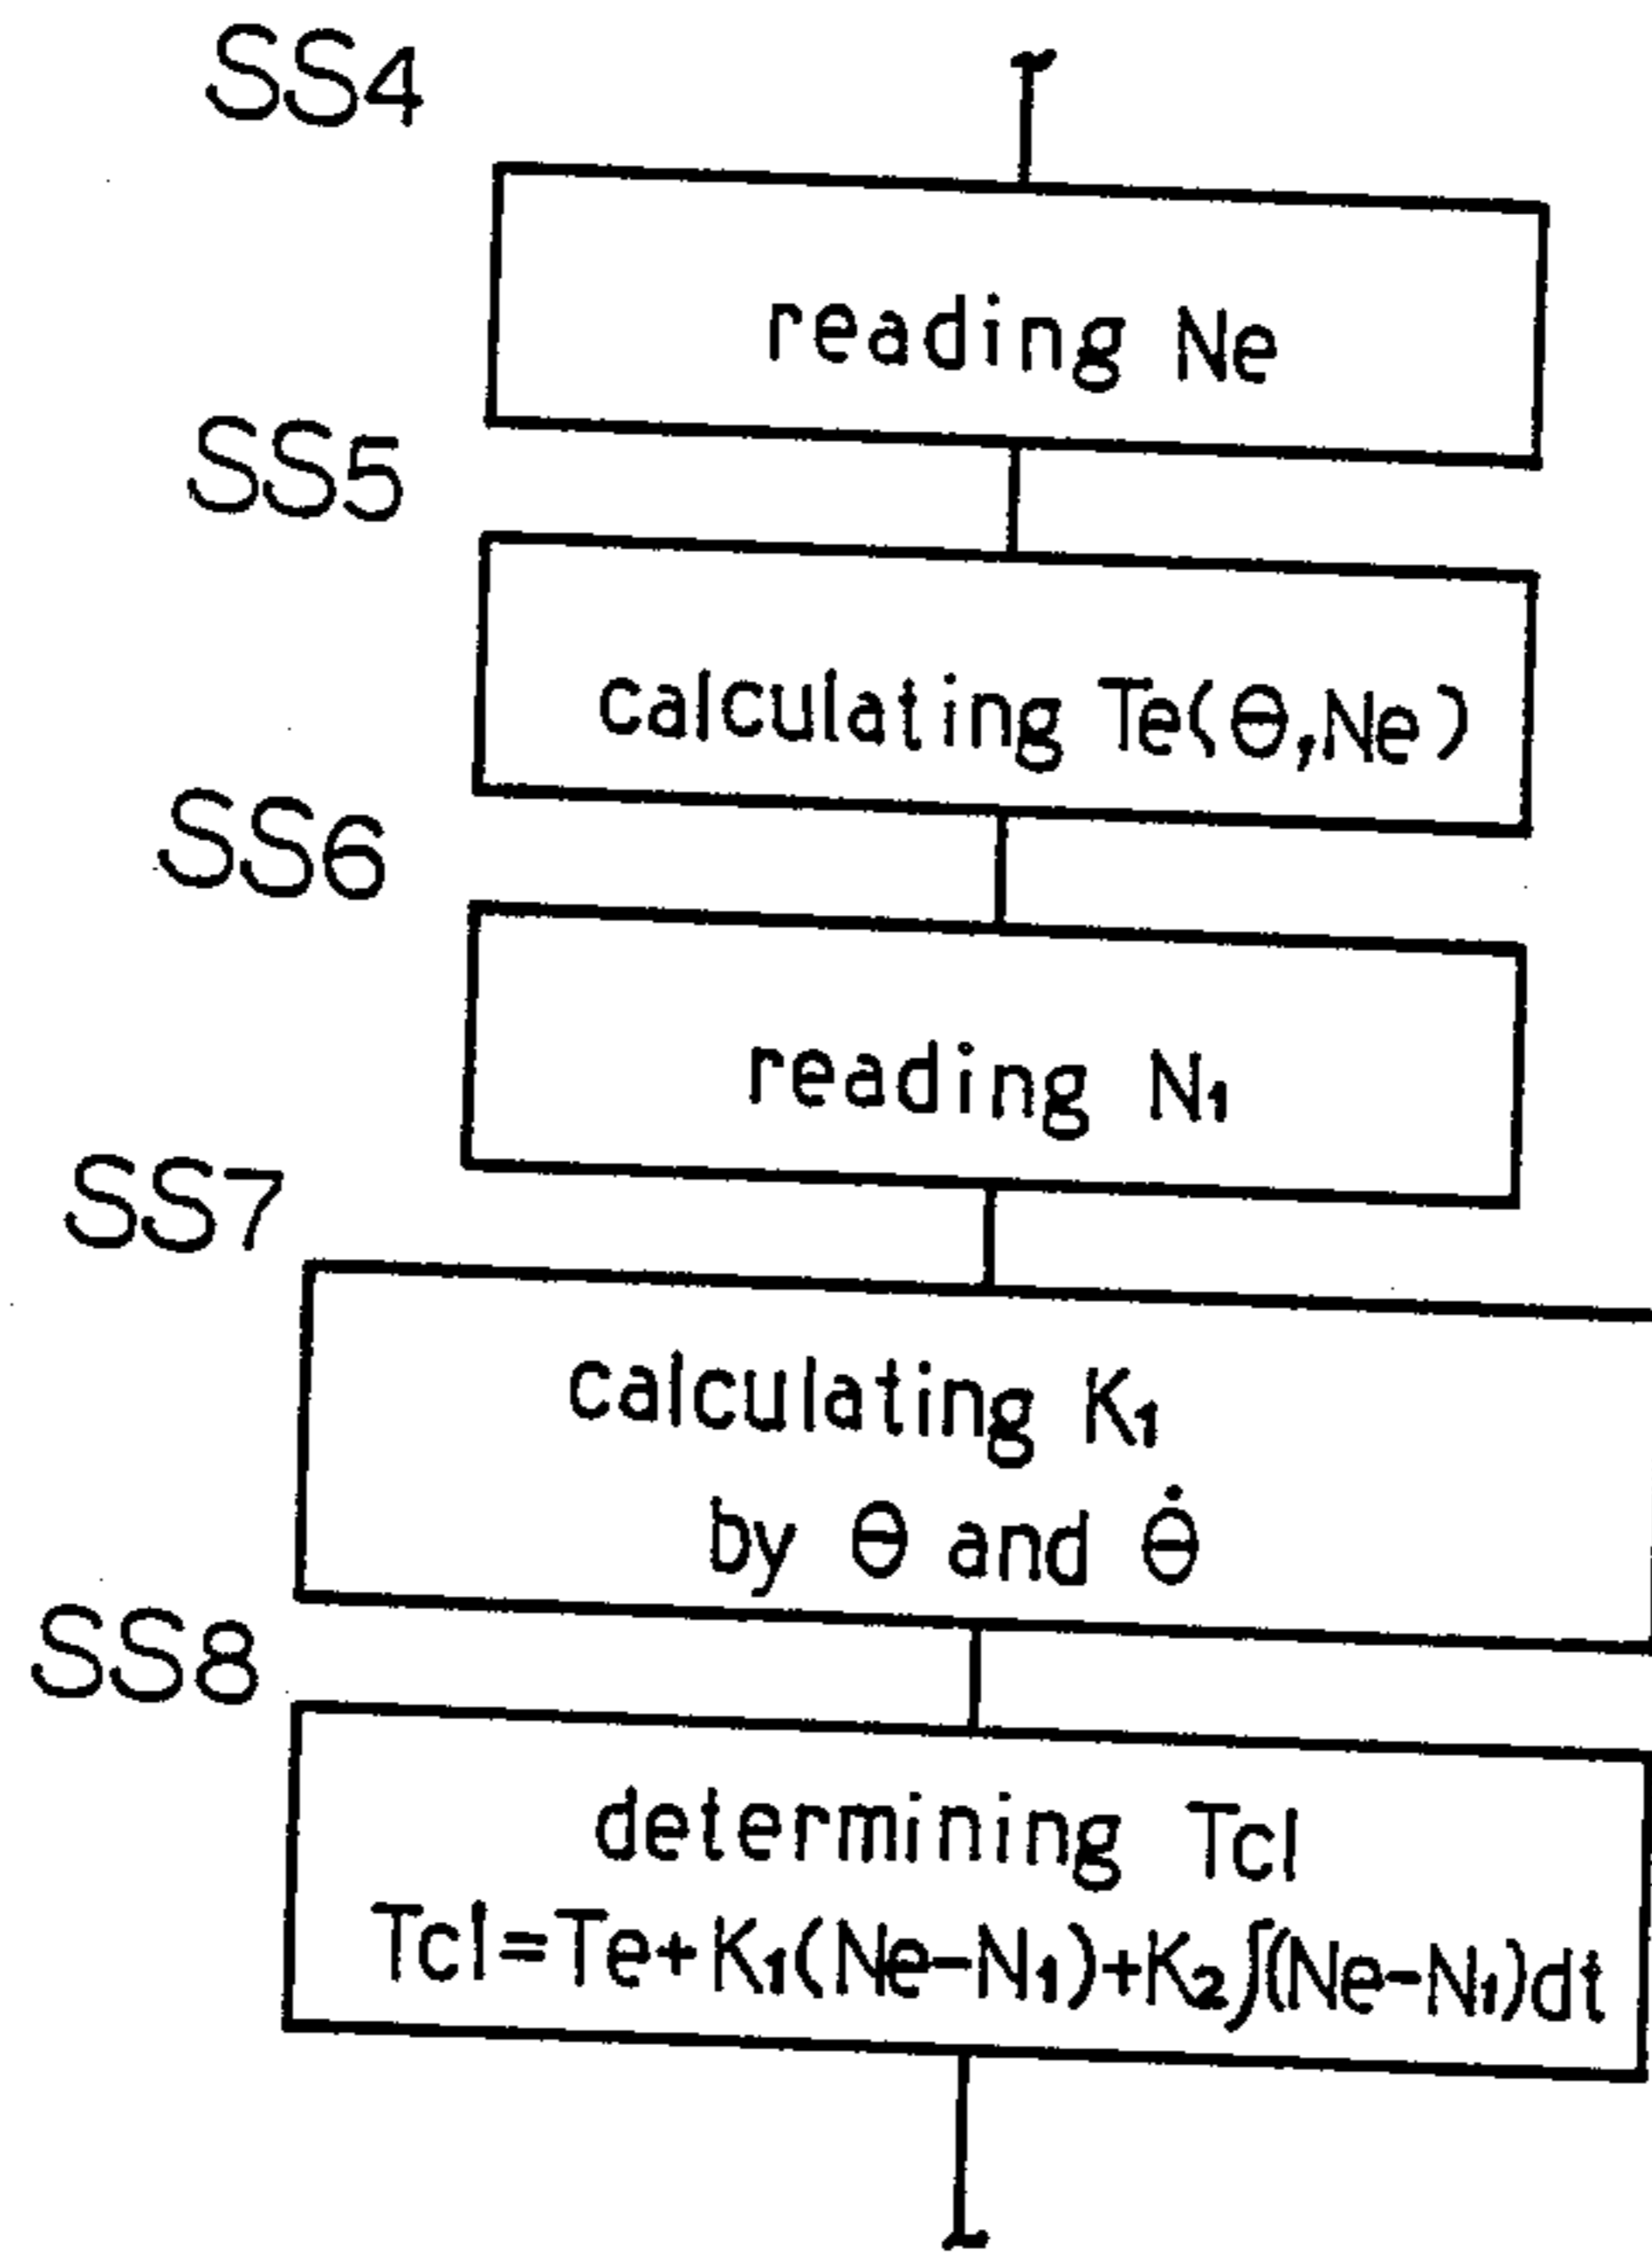 SS4
reading Ne
SS5
calculating Te(θ,Ne)
SS6
reading N₁
SS7
calculating K₁
by θ and θ̇
SS8
determining Tcl
Tcl=Te+K₁(Ne-N₁)+K₂∫(Ne-N₁)dt